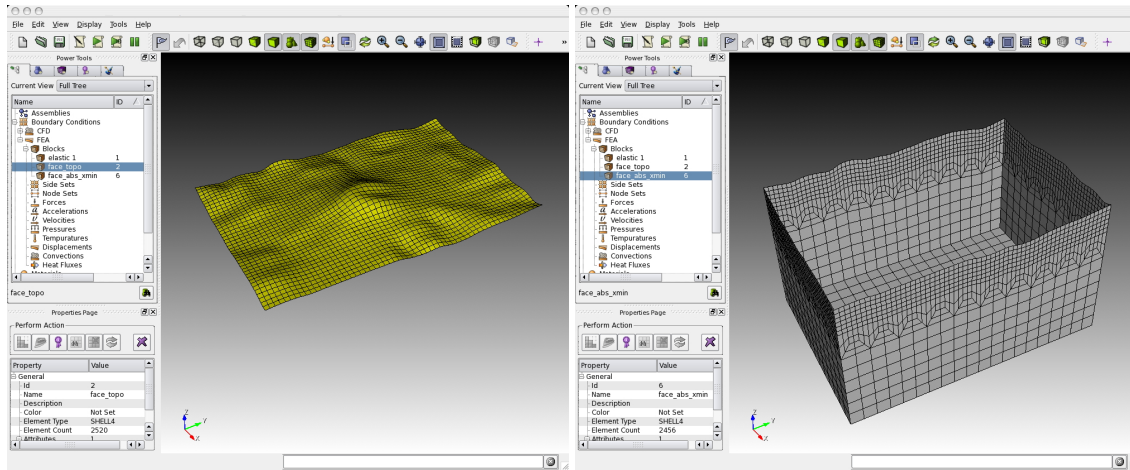 File Edit View Display Tools Help
»
Power Tools
Current View Full Tree
Name ID /
Assemblies
Boundary Conditions
CFD
FEA
Blocks
elastic 1 1
face_topo 2
face_abs_xmin 6
Side Sets
Node Sets
Forces
Accelerations
Velocities
Pressures
Tempuratures
Displacements
Convections
Heat Fluxes
Materials
face_topo
Properties Page
Perform Action
Property Value
General
Id 2
Name face_topo
Description
Color Not Set
Element Type SHELL4
Element Count 2520
Attributes 1
Z
Y
X
File Edit View Display Tools Help
»
Power Tools
Current View Full Tree
Name ID /
Assemblies
Boundary Conditions
CFD
FEA
Blocks
elastic 1 1
face_topo 2
face_abs_xmin 6
Side Sets
Node Sets
Forces
Accelerations
Velocities
Pressures
Tempuratures
Displacements
Convections
Heat Fluxes
face_abs_xmin
Properties Page
Perform Action
Property Value
General
Id 6
Name face_abs_xmin
Description
Color Not Set
Element Type SHELL4
Element Count 2456
Attributes 1
Z
Y
X